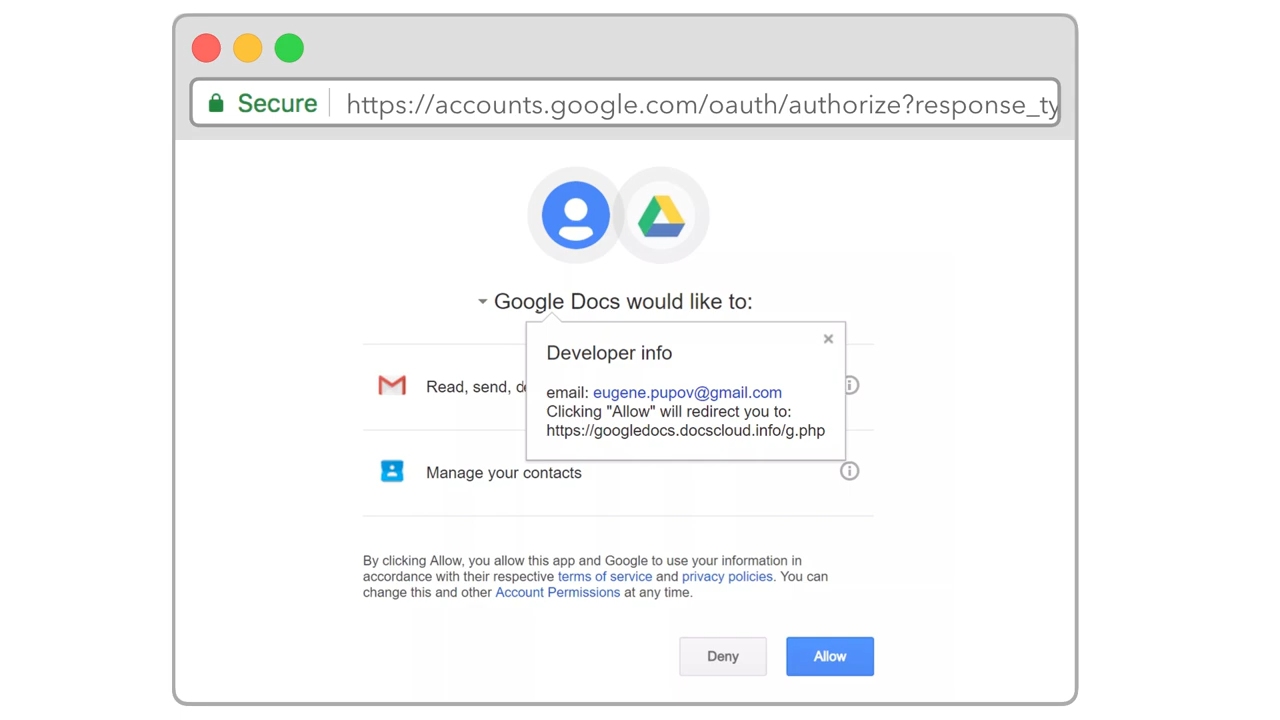 Secure https://accounts.google.com/oauth/authorize?response_ty
Google Docs would like to:
Developer info
Read, send, de
email: eugene.pupov@gmail.com
Clicking "Allow" will redirect you to:
https://googledocs.docscloud.info/g.php
Manage your contacts
By clicking Allow, you allow this app and Google to use your information in
accordance with their respective terms of service and privacy policies. You can
change this and other Account Permissions at any time.
Deny Allow